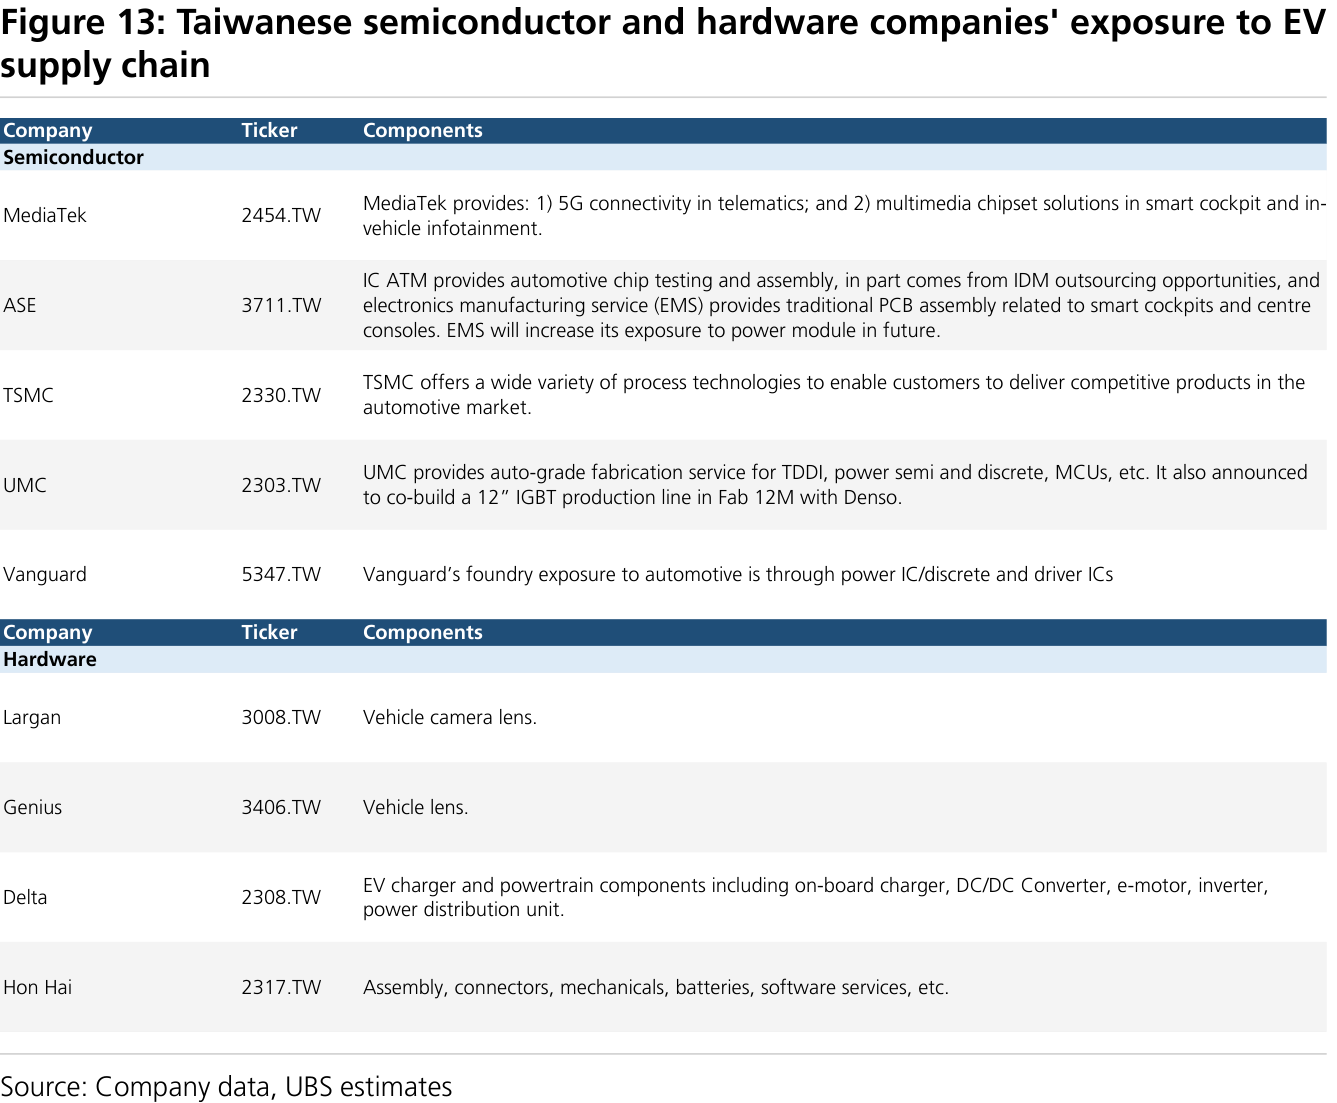 Figure 13: Taiwanese semiconductor and hardware companies' exposure to EV
supply chain
Company Ticker Components
Semiconductor
MediaTek 2454.TW MediaTek provides: 1) 5G connectivity in telematics; and 2) multimedia chipset solutions in smart cockpit and in-
vehicle infotainment.
IC ATM provides automotive chip testing and assembly, in part comes from IDM outsourcing opportunities, and
ASE 3711.TW electronics manufacturing service (EMS) provides traditional PCB assembly related to smart cockpits and centre
consoles. EMS will increase its exposure to power module in future.
TSMC 2330.TW TSMC offers a wide variety of process technologies to enable customers to deliver competitive products in the
automotive market.
UMC 2303.TW UMC provides auto-grade fabrication service for TDDI, power semi and discrete, MCUs, etc. It also announced
to co-build a 12” IGBT production line in Fab 12M with Denso.
Vanguard 5347.TW Vanguard’s foundry exposure to automotive is through power IC/discrete and driver ICs
Company Ticker Components
Hardware
Largan 3008.TW Vehicle camera lens.
Genius 3406.TW Vehicle lens.
Delta 2308.TW EV charger and powertrain components including on-board charger, DC/DC Converter, e-motor, inverter,
power distribution unit.
Hon Hai 2317.TW Assembly, connectors, mechanicals, batteries, software services, etc.
Source: Company data, UBS estimates